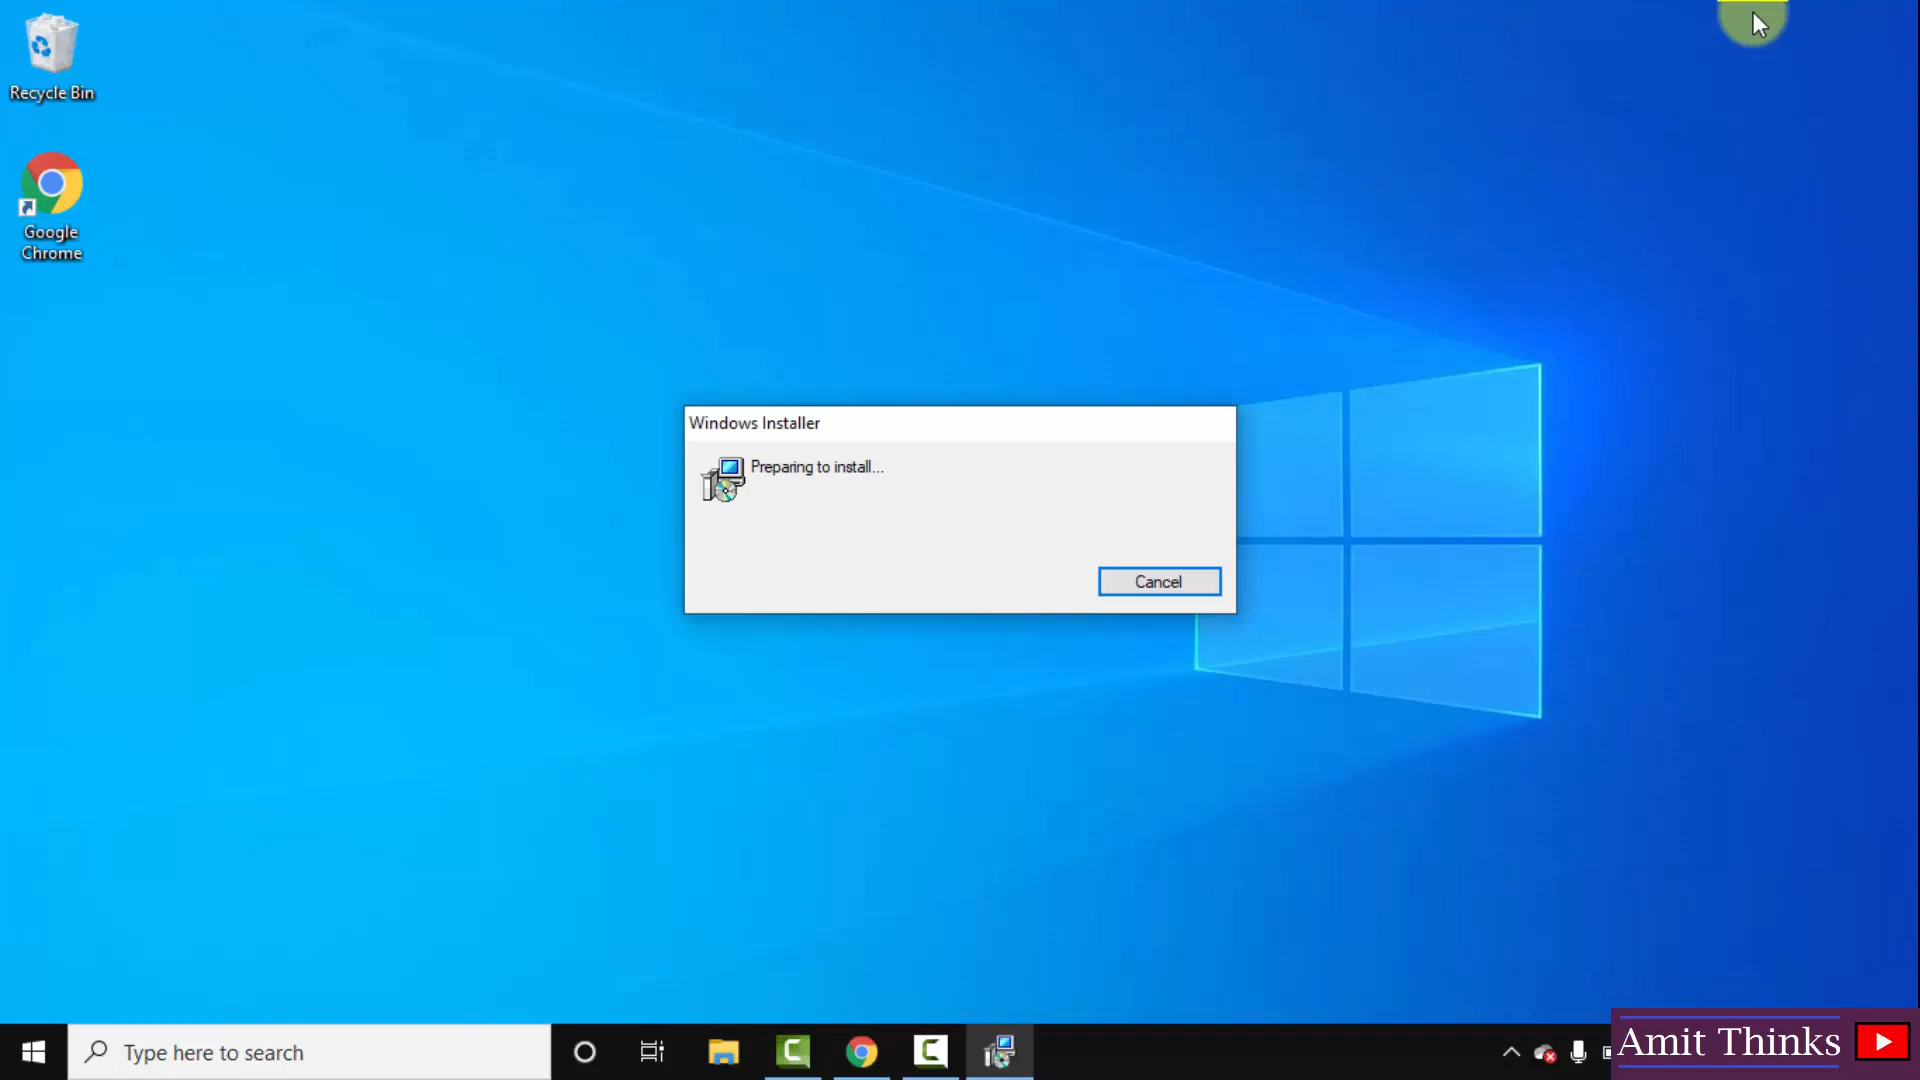 Recycle Bin
Google
Chrome
Windows Installer
Preparing to install...
Cancel
Type here to search
Amit Thinks